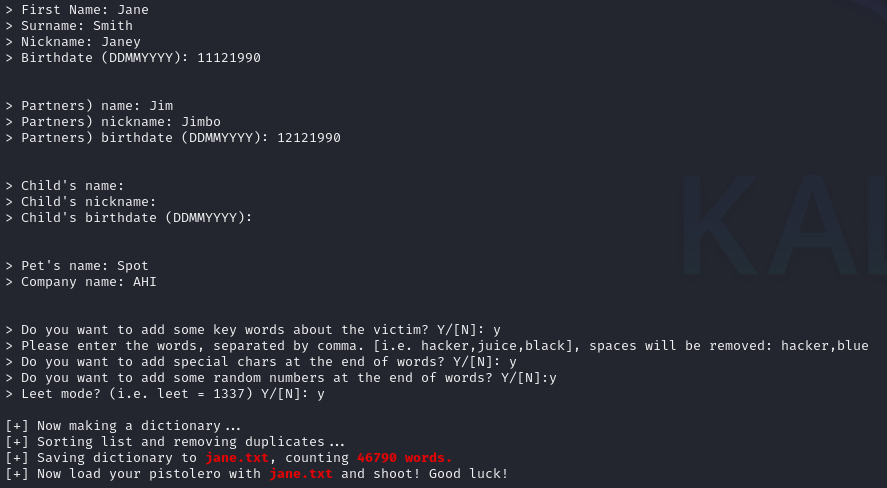 > First Name: Jane
> Surname: Smith
> Nickname: Janey
> Birthdate (DDMMYYYY): 11121990
> Partners) name: Jim
> Partners) nickname: Jimbo
> Partners) birthdate (DDMMYYYY): 12121990
> Child's name:
> Child's nickname:
> Child's birthdate (DDMMYYYY):
> Pet's name: Spot
> Company name: AHI
> Do you want to add some key words about the victim? Y/[N]: y
> Please enter the words, separated by comma. [i.e. hacker,juice,black], spaces will be removed: hacker,blue
> Do you want to add special chars at the end of words? Y/[N]: y
> Do you want to add some random numbers at the end of words? Y/[N]:y
> Leet mode? (i.e. leet = 1337) Y/[N]: y
[+] Now making a dictionary...
[+] Sorting list and removing duplicates...
[+] Saving dictionary to jane.txt, counting 46790 words.
[+] Now load your pistolero with jane.txt and shoot! Good luck!